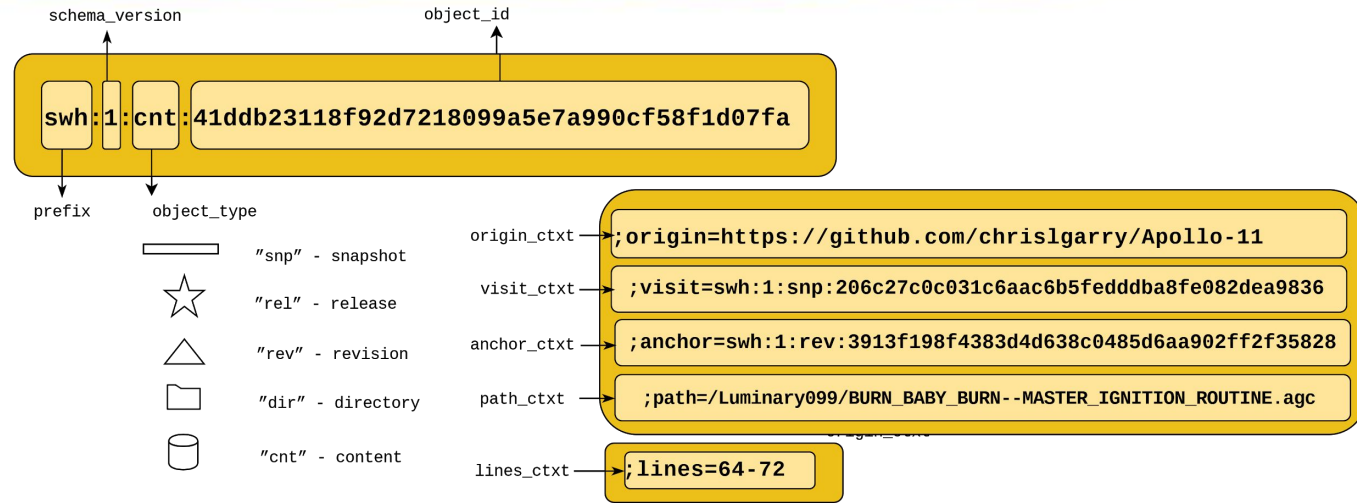 schema_version
object_id
swh:1:cnt:41ddb23118f92d7218099a5e7a990cf58f1d07fa
prefix
object_type
”snp” - snapshot
”rel” - release
”rev” - revision
”dir” - directory
”cnt” - content
origin_ctxt
;origin=https://github.com/chrislgarry/Apollo-11
visit_ctxt
;visit=swh:1:snp:206c27c0c031c6aac6b5fedddba8fe082dea9836
anchor_ctxt
;anchor=swh:1:rev:3913f198f4383d4d638c0485d6aa902ff2f35828
path_ctxt
;path=/Luminary099/BURN_BABY_BURN--MASTER_IGNITION_ROUTINE.agc
lines_ctxt
;lines=64-72